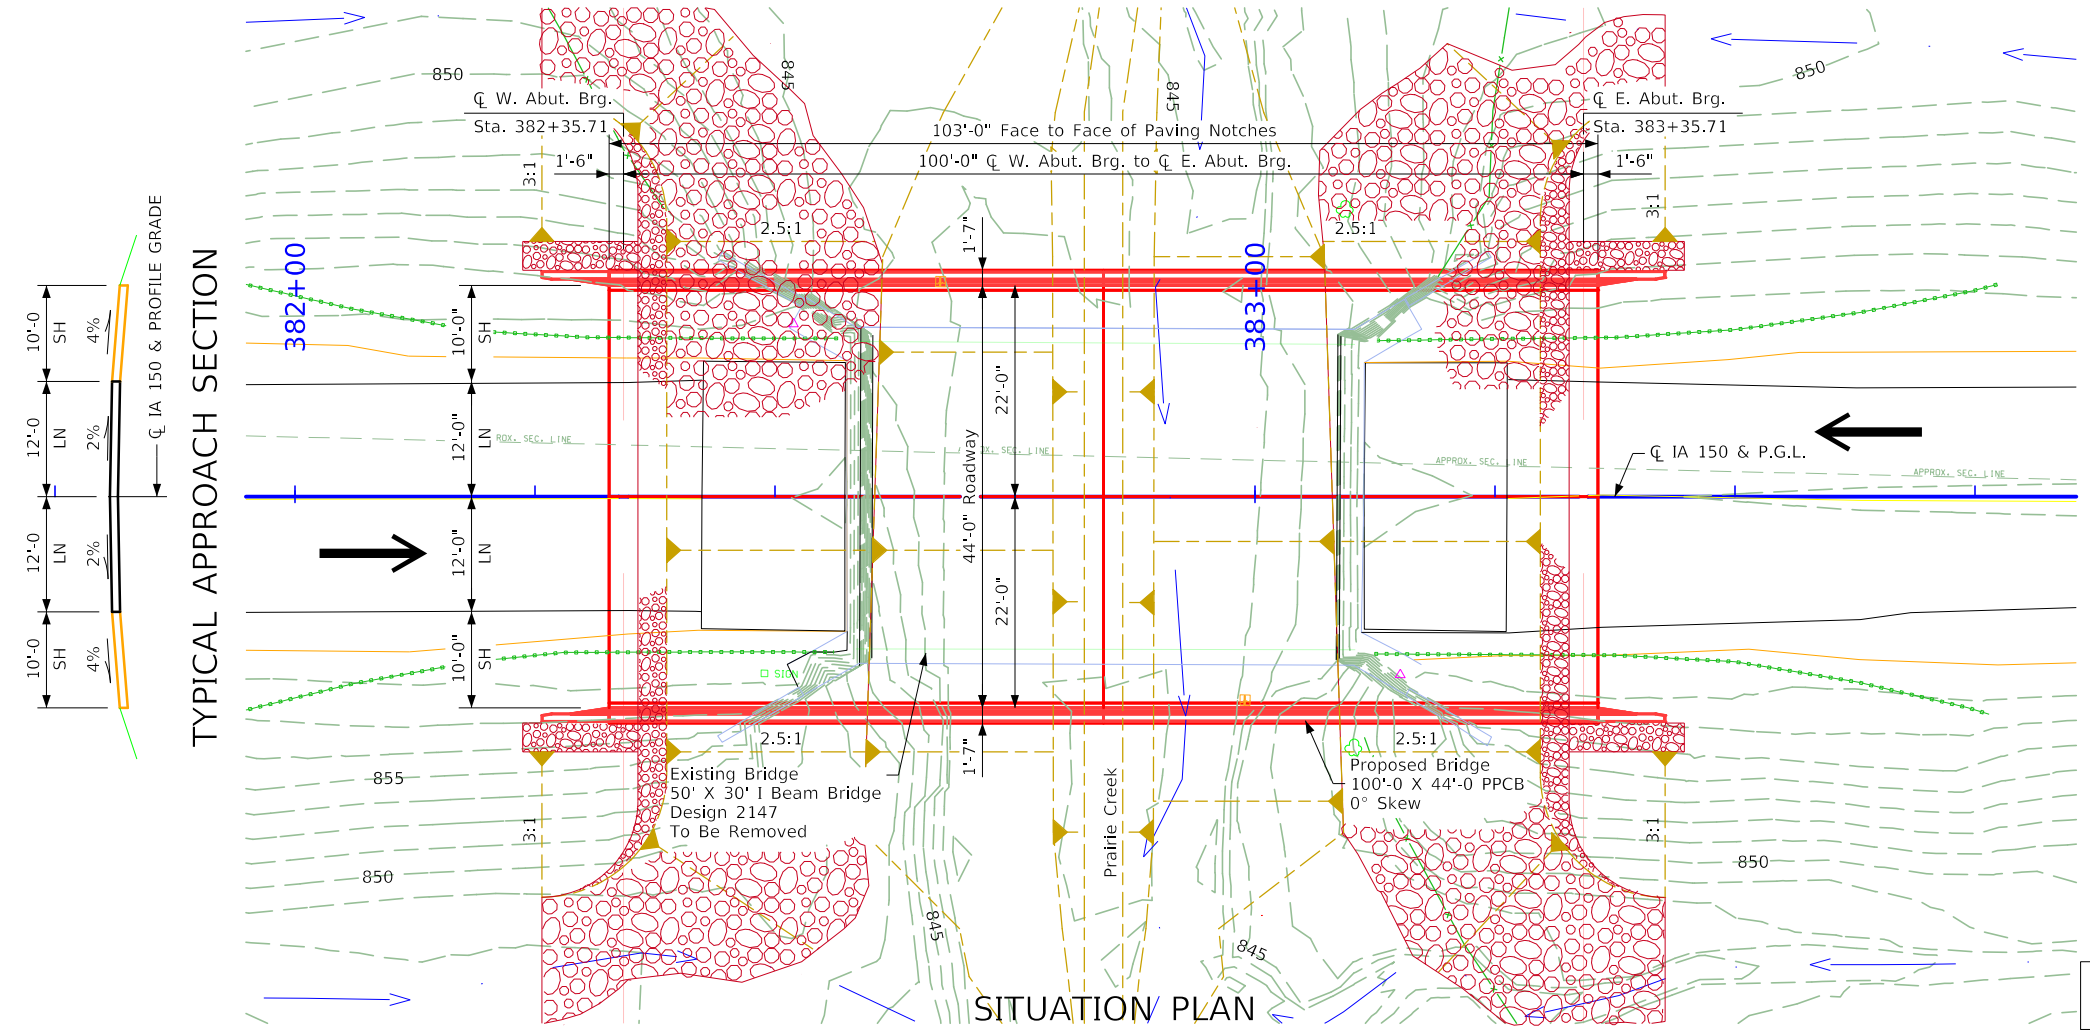 850
845
845
850
℄ W. Abut. Brg.
Sta. 382+35.71
℄ E. Abut. Brg.
Sta. 383+35.71
103'-0" Face to Face of Paving Notches
100'-0" ℄ W. Abut. Brg. to ℄ E. Abut. Brg.
1'-6"
1'-6"
3:1
3:1
2.5:1
2.5:1
1'-7"
TYPICAL APPROACH SECTION
℄ IA 150 & PROFILE GRADE
10'-0
SH
4%
12'-0
LN
2%
12'-0
LN
2%
10'-0
SH
4%
382+00
383+00
10'-0"
SH
12'-0"
LN
12'-0"
LN
10'-0"
SH
22'-0"
44'-0" Roadway
22'-0"
ROX. SEC. LINE
OX. SEC. LINE
APPROX. SEC. LINE
APPROX. SEC. LINE
℄ IA 150 & P.G.L.
SIGN
2.5:1
2.5:1
1'-7"
Existing Bridge
50' X 30' I Beam Bridge
Design 2147
To Be Removed
Proposed Bridge
100'-0 X 44'-0 PPCB
0° Skew
Prairie Creek
855
850
3:1
3:1
850
845
845
SITUATION PLAN